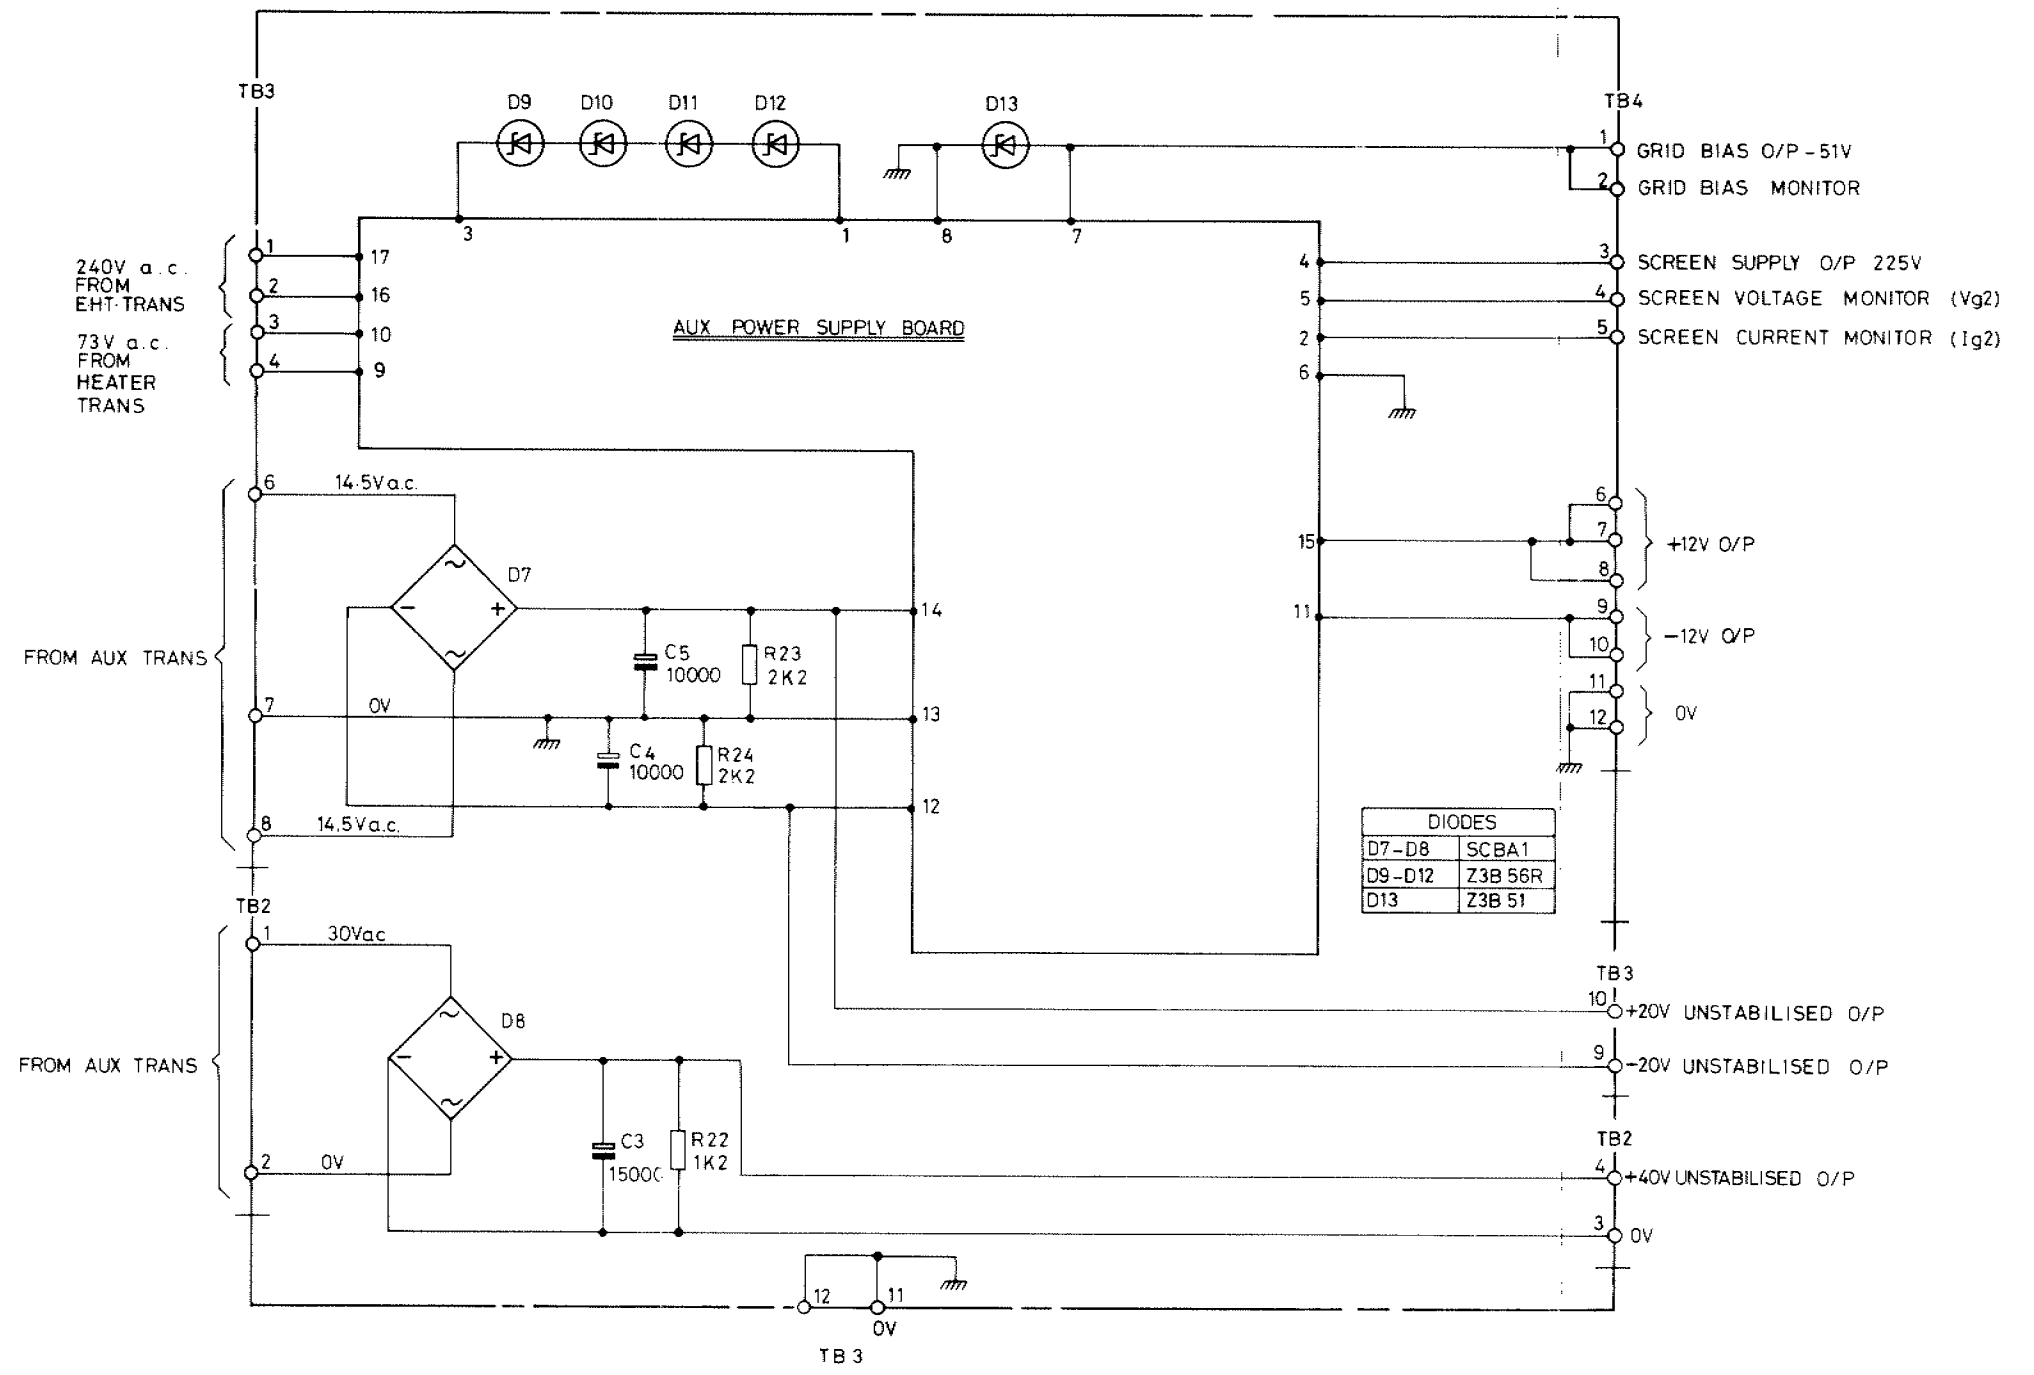 TB3
D9 D10 D11 D12 D13
TB4
1 GRID BIAS O/P -51V
2 GRID BIAS MONITOR
3 1 8 7
240V a.c.
FROM
EHT·TRANS
1 17
2 16
73V a.c.
FROM
HEATER
TRANS
3 10
4 9
AUX POWER SUPPLY BOARD
4 3 SCREEN SUPPLY O/P 225V
5 4 SCREEN VOLTAGE MONITOR (Vg2)
2 5 SCREEN CURRENT MONITOR (Ig2)
6
FROM AUX TRANS
6 14·5V a.c.
D7
~
- +
~
14
C5
10000
R23
2K2
7 0V
13
C4
10000
R24
2K2
12
8 14.5V a.c.
15
6
7
8
+12V O/P
11
9
10
-12V O/P
11
12
0V
DIODES
D7-D8 SCBA1
D9-D12 Z3B 56R
D13 Z3B 51
TB2
FROM AUX TRANS
1 30Vac
D8
~
- +
~
C3
R22
1K2
2 0V
TB3
10 +20V UNSTABILISED O/P
9 -20V UNSTABILISED O/P
TB2
4 +40V UNSTABILISED O/P
3 0V
12 11
0V
TB3